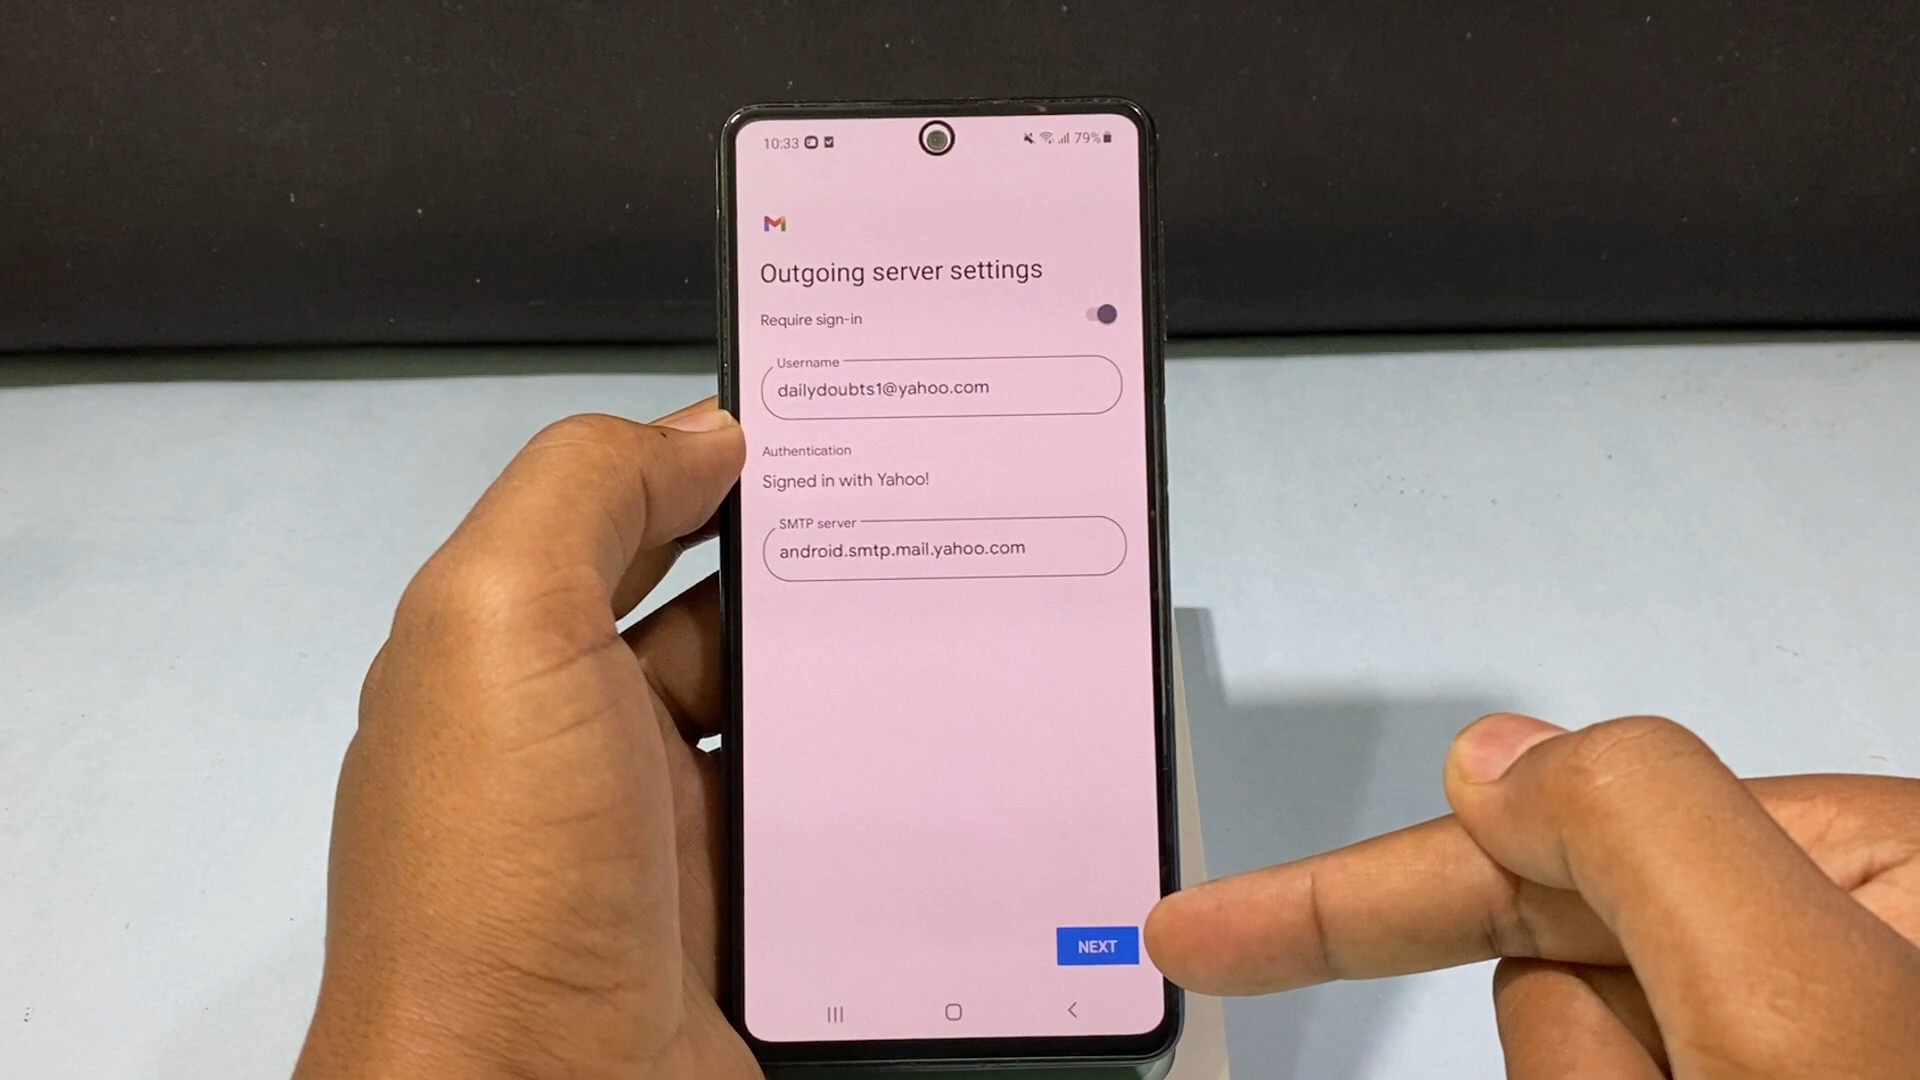 10:33
79%
Outgoing server settings
Require sign-in
Username
dailydoubts1@yahoo.com
Authentication
Signed in with Yahoo!
SMTP server
android.smtp.mail.yahoo.com
NEXT